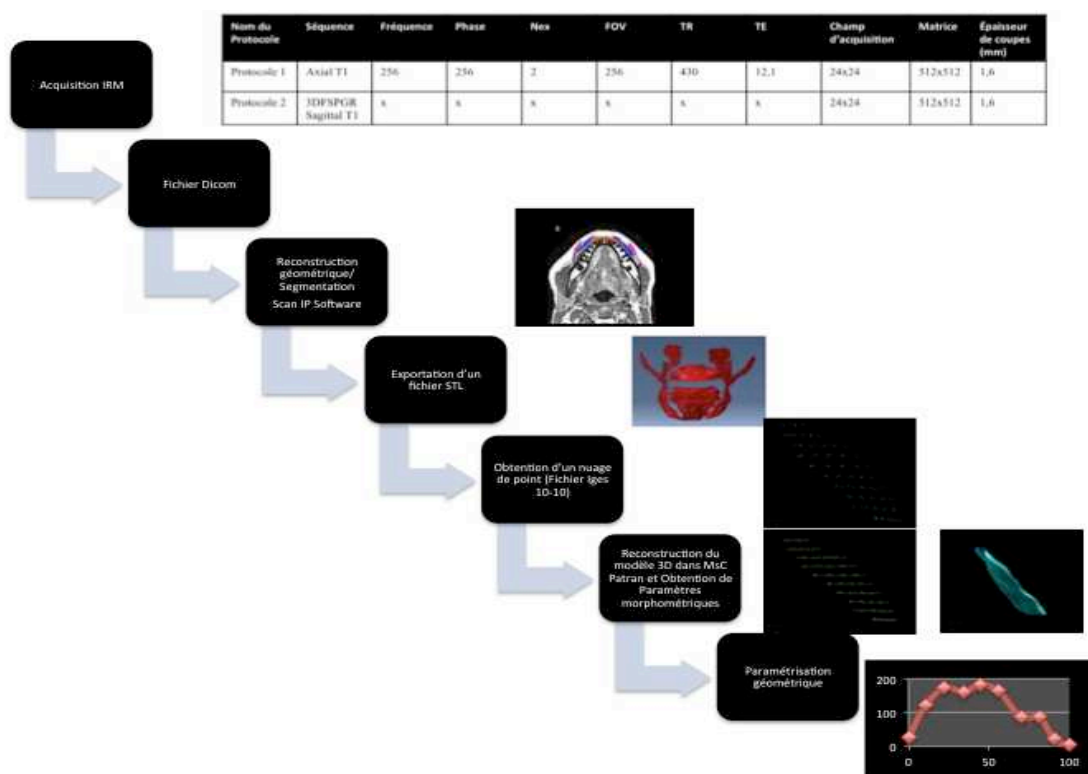 Nom du Protocole Séquence Fréquence Phase Nex FOV TR TE Champ d'acquisition Matrice Épaisseur de coupes (mm)
Protocole 1 Axial T1 256 256 2 256 430 12,1 24x24 512x512 1,6
Protocole 2 3DFSPGR Sagittal T1 x x x x x x 24x24 512x512 1,6
Acquisition IRM
Fichier Dicom
Reconstruction
géométrique/
Segmentation
Scan IP Software
Exportation d'un
fichier STL
Obtention d'un nuage
de point (Fichier Iges
10-10)
Reconstruction du
modèle 3D dans MsC
Patran et Obtention de
Paramètres
morphométriques
Paramétrisation
géométrique
200
100
0
0 50 100